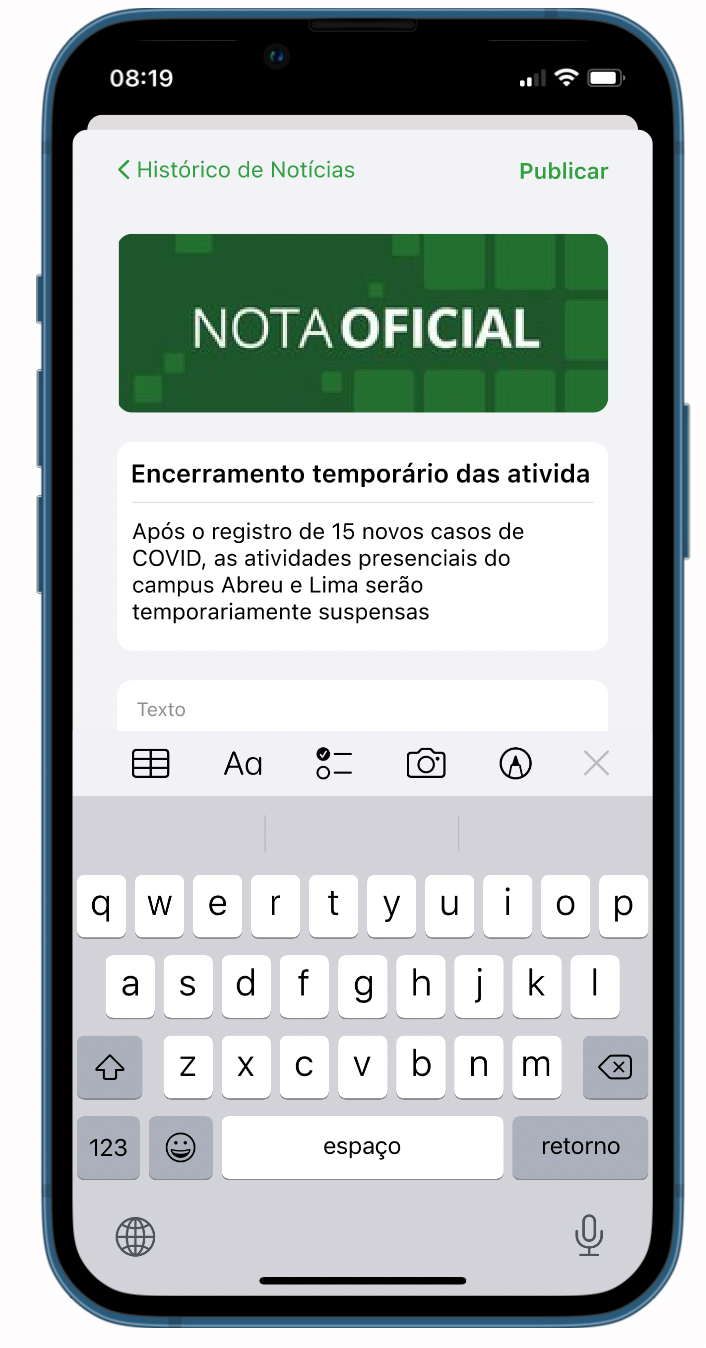 08:19
Histórico de Notícias
Publicar
NOTA OFICIAL
Encerramento temporário das ativida
Após o registro de 15 novos casos de
COVID, as atividades presenciais do
campus Abreu e Lima serão
temporariamente suspensas
Texto
Aa
q w e r t y u i o p
a s d f g h j k l
z x c v b n m
123 espaço retorno